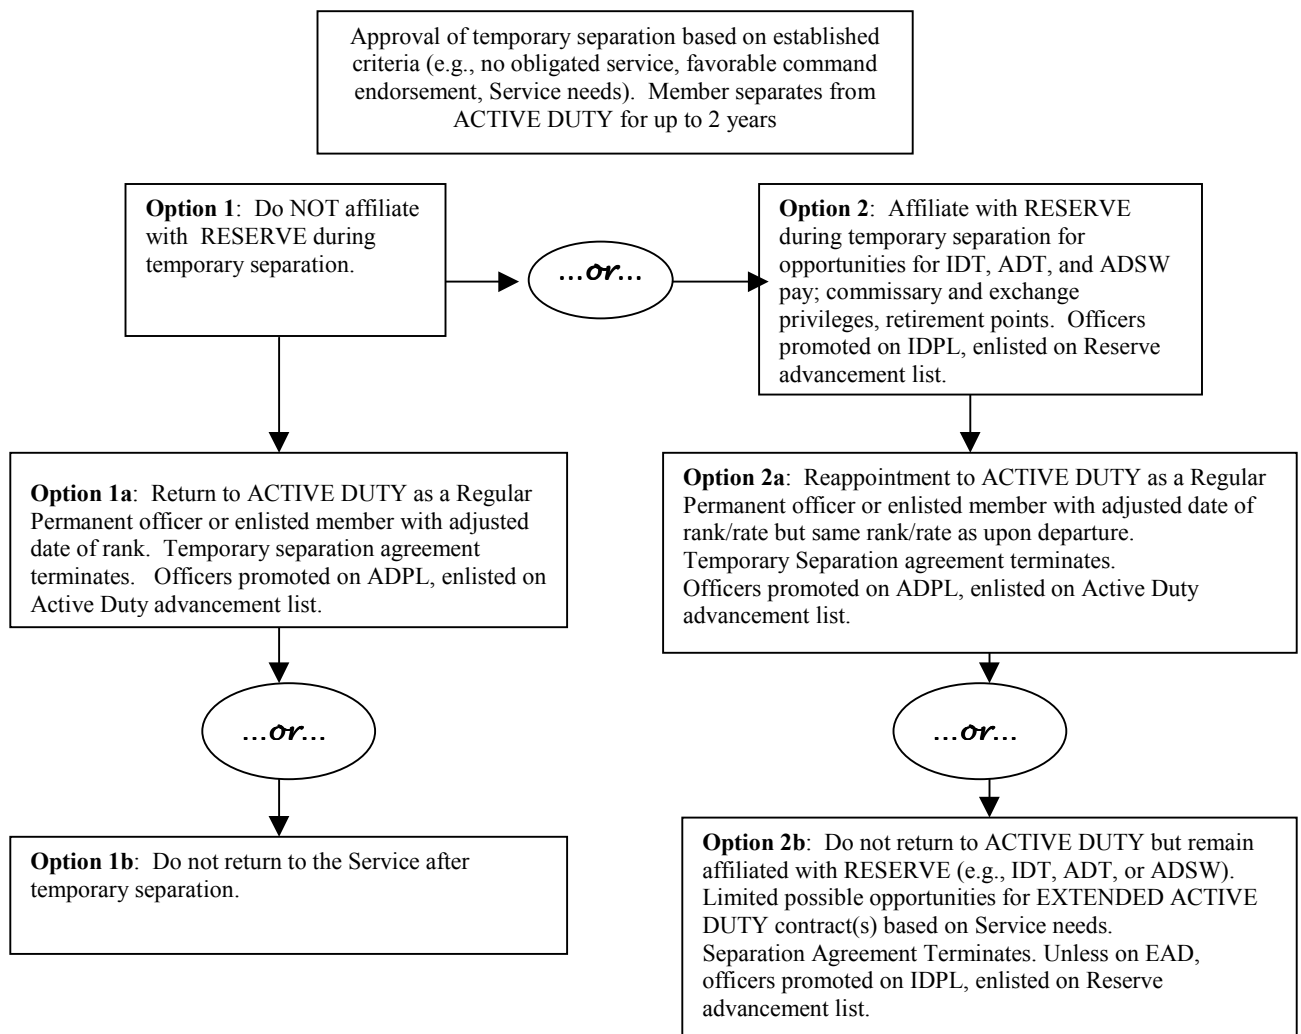 Approval of temporary separation based on established
criteria (e.g., no obligated service, favorable command
endorsement, Service needs).  Member separates from
ACTIVE DUTY for up to 2 years
Option 1:  Do NOT affiliate
with  RESERVE during
temporary separation.
...or...
Option 2:  Affiliate with RESERVE
during temporary separation for
opportunities for IDT, ADT, and ADSW
pay; commissary and exchange
privileges, retirement points.  Officers
promoted on IDPL, enlisted on Reserve
advancement list.
Option 1a:  Return to ACTIVE DUTY as a Regular
Permanent officer or enlisted member with adjusted
date of rank.  Temporary separation agreement
terminates.   Officers promoted on ADPL, enlisted on
Active Duty advancement list.
Option 2a:  Reappointment to ACTIVE DUTY as a Regular
Permanent officer or enlisted member with adjusted date of
rank/rate but same rank/rate as upon departure.
Temporary Separation agreement terminates.
Officers promoted on ADPL, enlisted on Active Duty
advancement list.
...or...
...or...
Option 1b:  Do not return to the Service after
temporary separation.
Option 2b:  Do not return to ACTIVE DUTY but remain
affiliated with RESERVE (e.g., IDT, ADT, or ADSW).
Limited possible opportunities for EXTENDED ACTIVE
DUTY contract(s) based on Service needs.
Separation Agreement Terminates. Unless on EAD,
officers promoted on IDPL, enlisted on Reserve
advancement list.